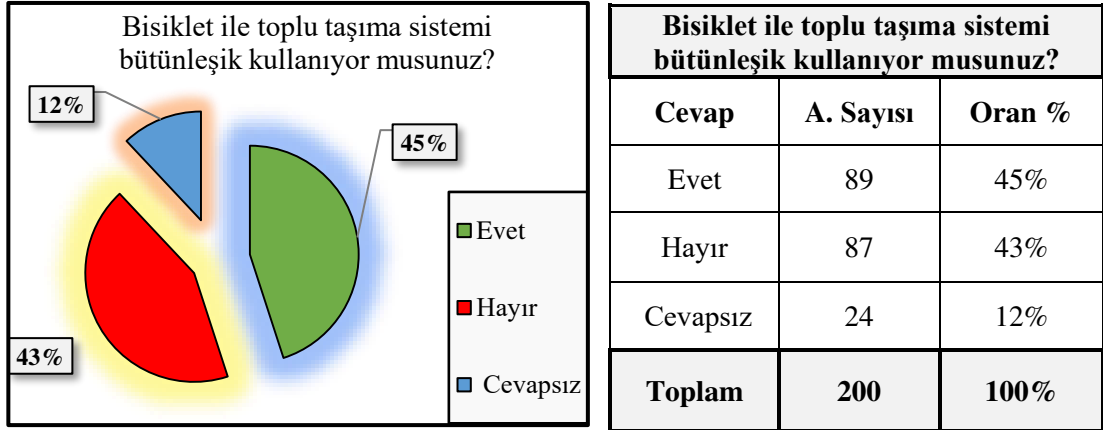 Bisiklet ile toplu taşıma sistemi
bütünleşik kullanıyor musunuz?
12%
45%
43%
Evet
Hayır
Cevapsız
Bisiklet ile toplu taşıma sistemi
bütünleşik kullanıyor musunuz?
Cevap A. Sayısı Oran %
Evet 89 45%
Hayır 87 43%
Cevapsız 24 12%
Toplam 200 100%